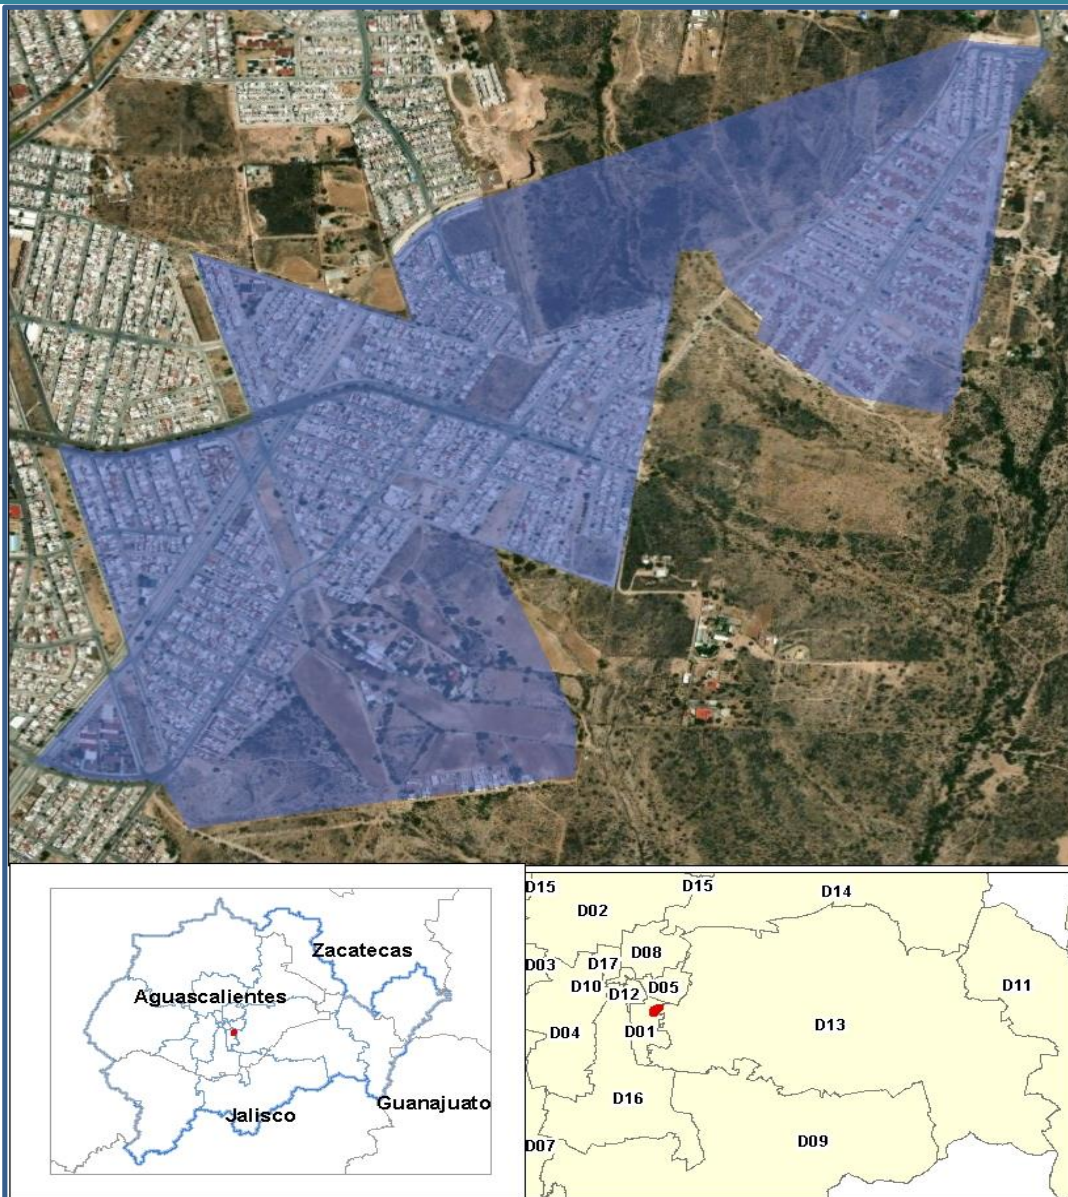 Zacatecas
Aguascalientes
Jalisco
Guanajuato
D15
D15
D14
D02
D08
D03
D17
D10
D12
D05
D11
D04
D01
D13
D16
D07
D09